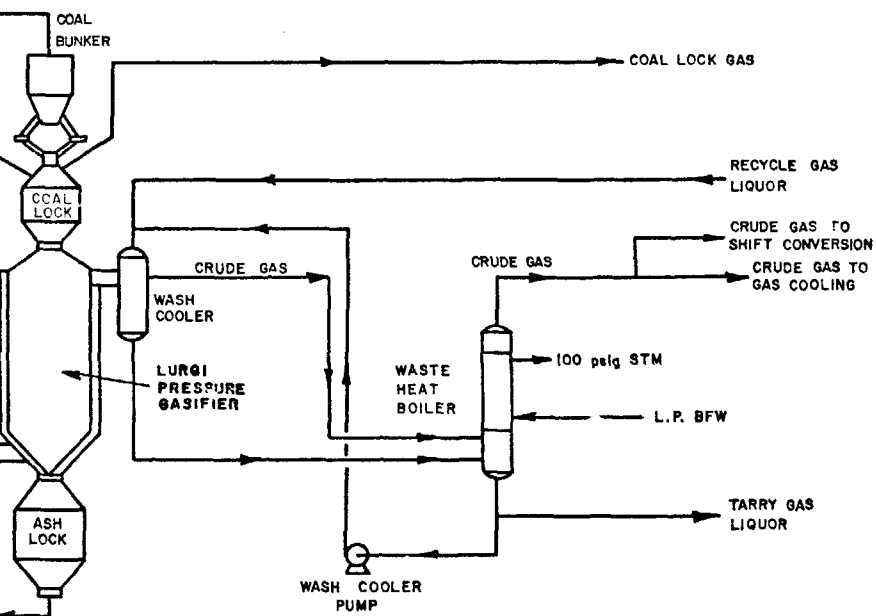 COAL
BUNKER
COAL LOCK GAS
RECYCLE GAS
LIQUOR
COAL
LOCK
CRUDE GAS TO
SHIFT CONVERSION
CRUDE GAS
CRUDE GAS
CRUDE GAS TO
GAS COOLING
WASH
COOLER
100 psig STM
LURGI
PRESSURE
GASIFIER
WASTE
HEAT
BOILER
L.P. BFW
TARRY GAS
LIQUOR
ASH
LOCK
WASH COOLER
PUMP